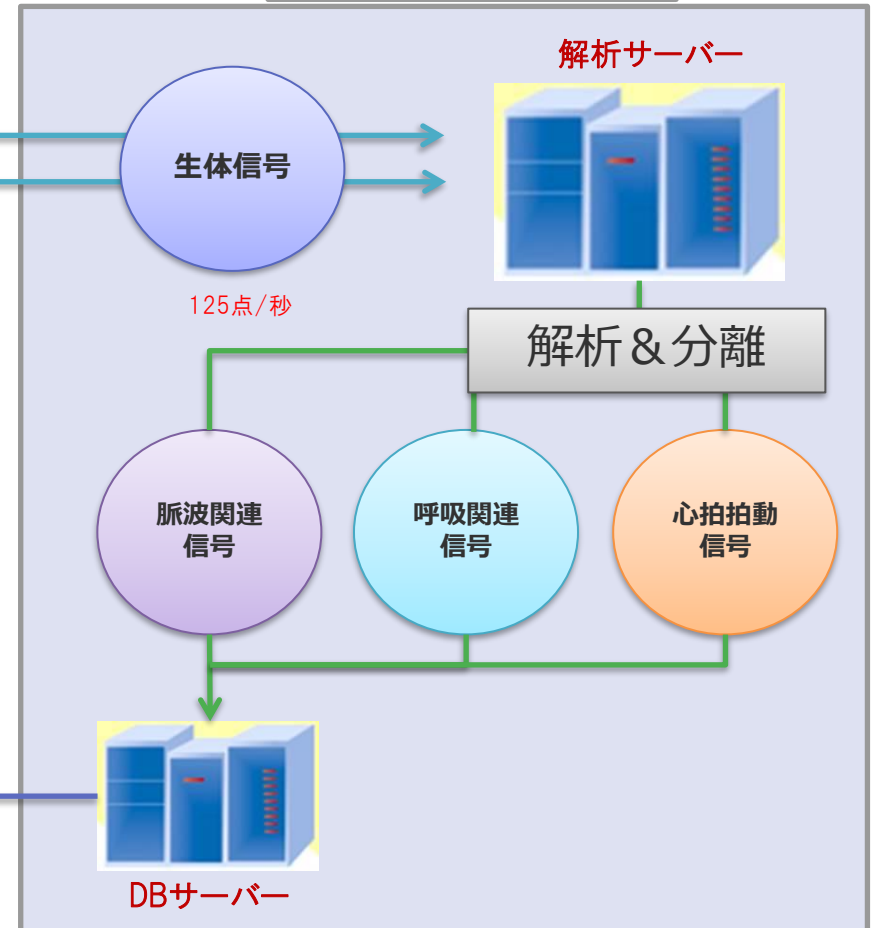 解析サーバー
生体信号
125点/秒
解析＆分離
脈波関連
信号
呼吸関連
信号
心拍拍動
信号
DBサーバー